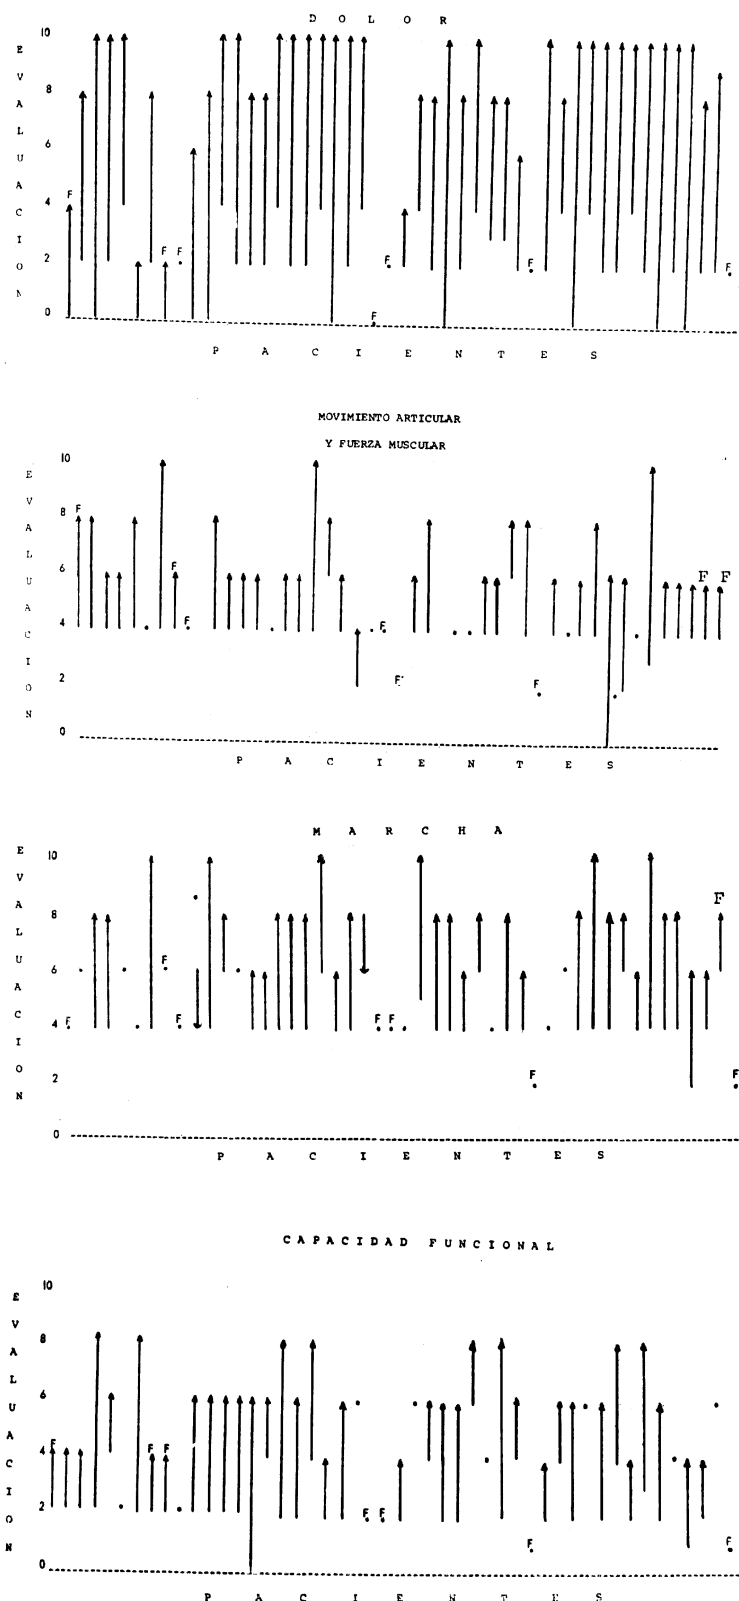 D O L O R
E V A L U A C I O N
10
8
6
4
2
0
F
F F
F
F
F
F
P A C I E N T E S
MOVIMIENTO ARTICULAR
Y FUERZA MUSCULAR
E V A L U A C I O N
10
8
6
4
2
0
F
F
F
F
F
F
F F
P A C I E N T E S
M A R C H A
E V A L U A C I O N
10
8
6
4
2
0
F
F
F
F F
F
F
F
P A C I E N T E S
C A P A C I D A D F U N C I O N A L
E V A L U A C I O N
10
8
6
4
2
0
F
F F
F F
F
F
P A C I E N T E S